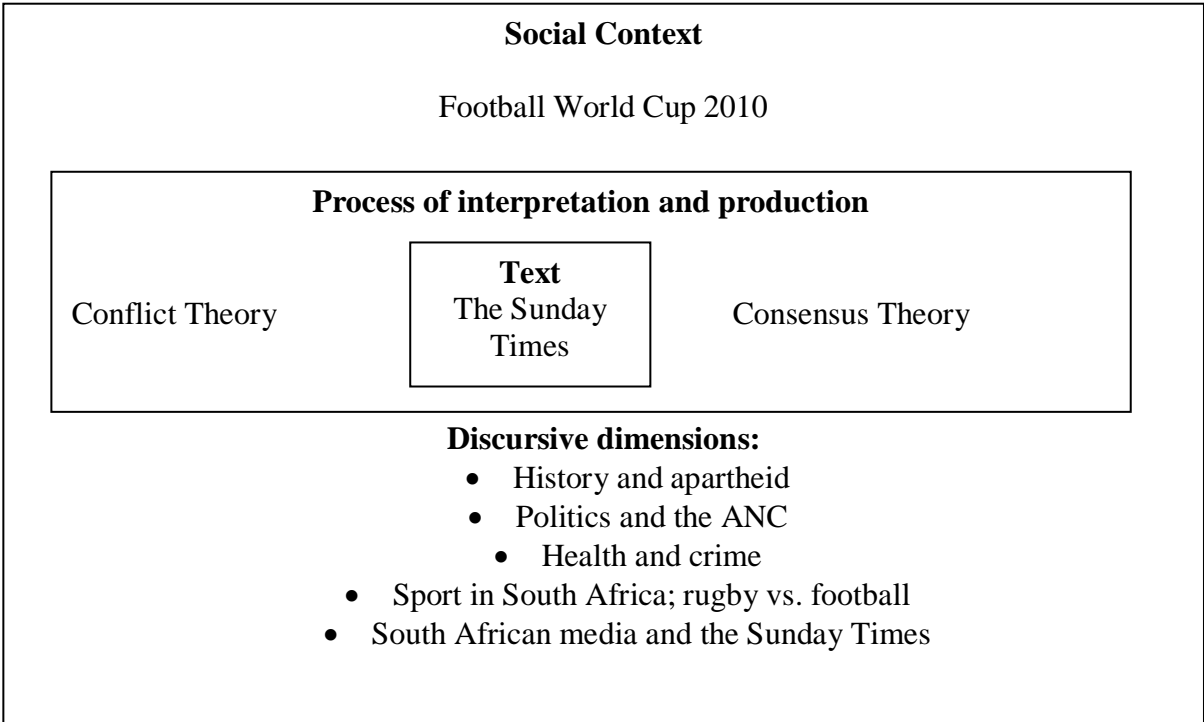 Social Context
Football World Cup 2010
Process of interpretation and production
Conflict Theory
Text
The Sunday
Times
Consensus Theory
Discursive dimensions:
• History and apartheid
• Politics and the ANC
• Health and crime
• Sport in South Africa; rugby vs. football
• South African media and the Sunday Times